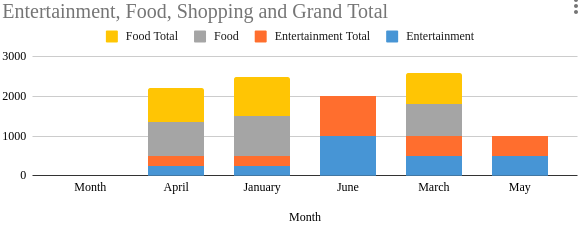 Entertainment, Food, Shopping and Grand Total
Food Total Food Entertainment Total Entertainment
3000
2000
1000
0
Month April January June March May
Month